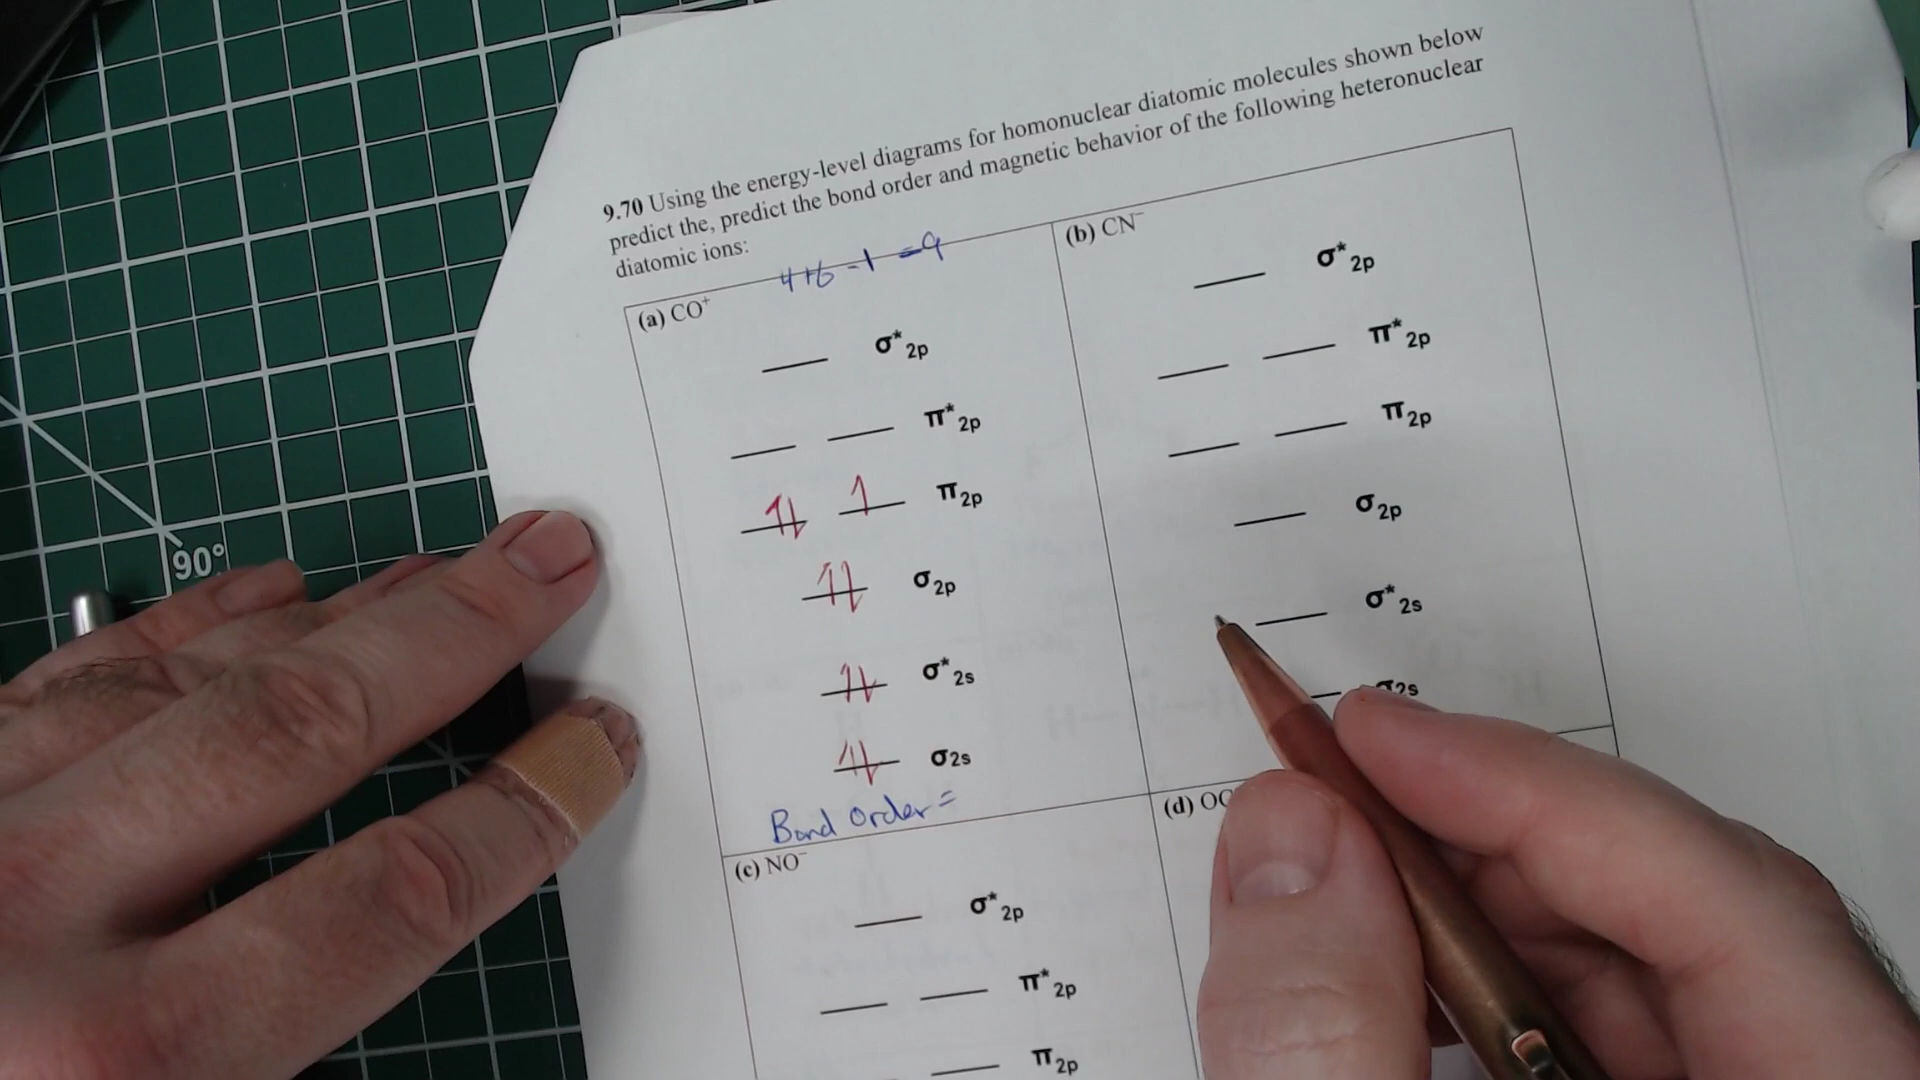 9.70 Using the energy-level diagrams for homonuclear diatomic molecules shown below
predict the, predict the bond order and magnetic behavior of the following heteronuclear
diatomic ions:
4+6-1=9
(a) CO⁺
σ*2p
π*2p
π2p
σ2p
σ*2s
σ2s
Bond Order =
(b) CN⁻
σ*2p
π*2p
π2p
σ2p
σ*2s
σ2s
(c) NO⁻
σ*2p
π*2p
π2p
(d)
90°